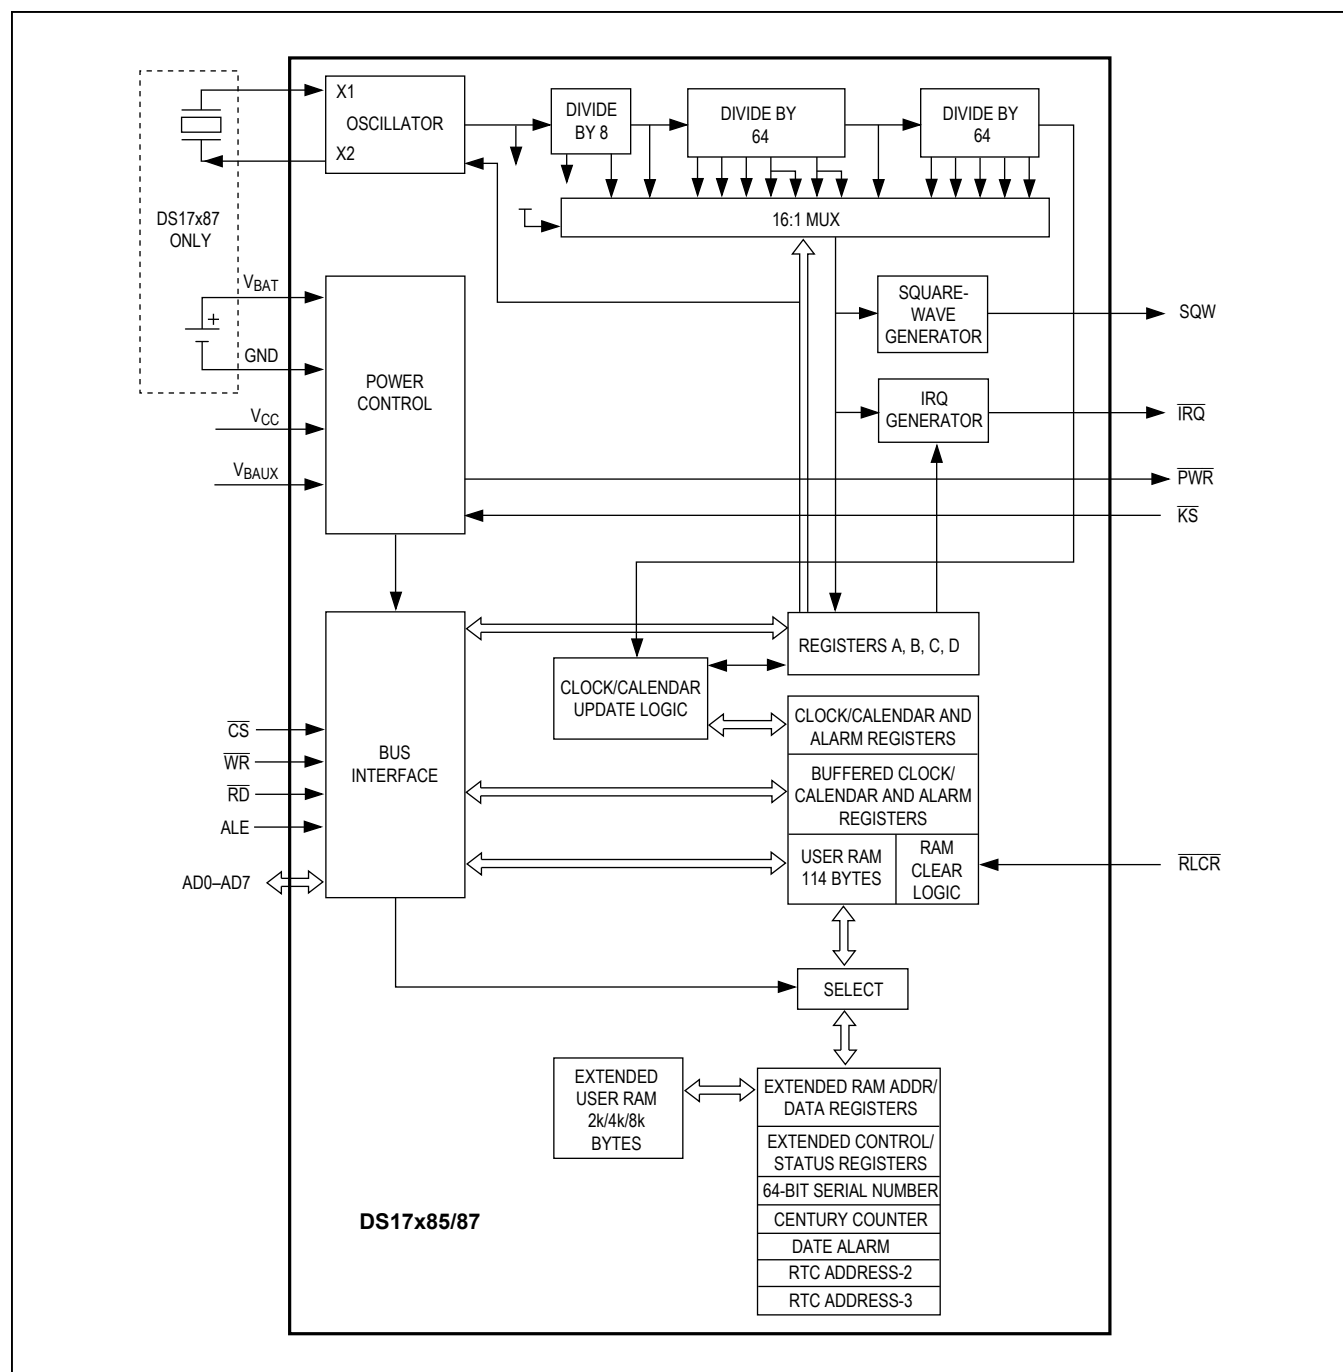 X1
OSCILLATOR
X2
DIVIDE
BY 8
DIVIDE BY
64
DIVIDE BY
64
16:1 MUX
DS17x87
ONLY
VBAT
+
GND
VCC
VBAUX
POWER
CONTROL
SQUARE-
WAVE
GENERATOR
SQW
IRQ
GENERATOR
IRQ
PWR
KS
REGISTERS A, B, C, D
CLOCK/CALENDAR
UPDATE LOGIC
CS
WR
RD
ALE
AD0–AD7
BUS
INTERFACE
CLOCK/CALENDAR AND
ALARM REGISTERS
BUFFERED CLOCK/
CALENDAR AND ALARM
REGISTERS
USER RAM
114 BYTES
RAM
CLEAR
LOGIC
RLCR
SELECT
EXTENDED
USER RAM
2k/4k/8k
BYTES
EXTENDED RAM ADDR/
DATA REGISTERS
EXTENDED CONTROL/
STATUS REGISTERS
64-BIT SERIAL NUMBER
CENTURY COUNTER
DATE ALARM
RTC ADDRESS-2
RTC ADDRESS-3
DS17x85/87